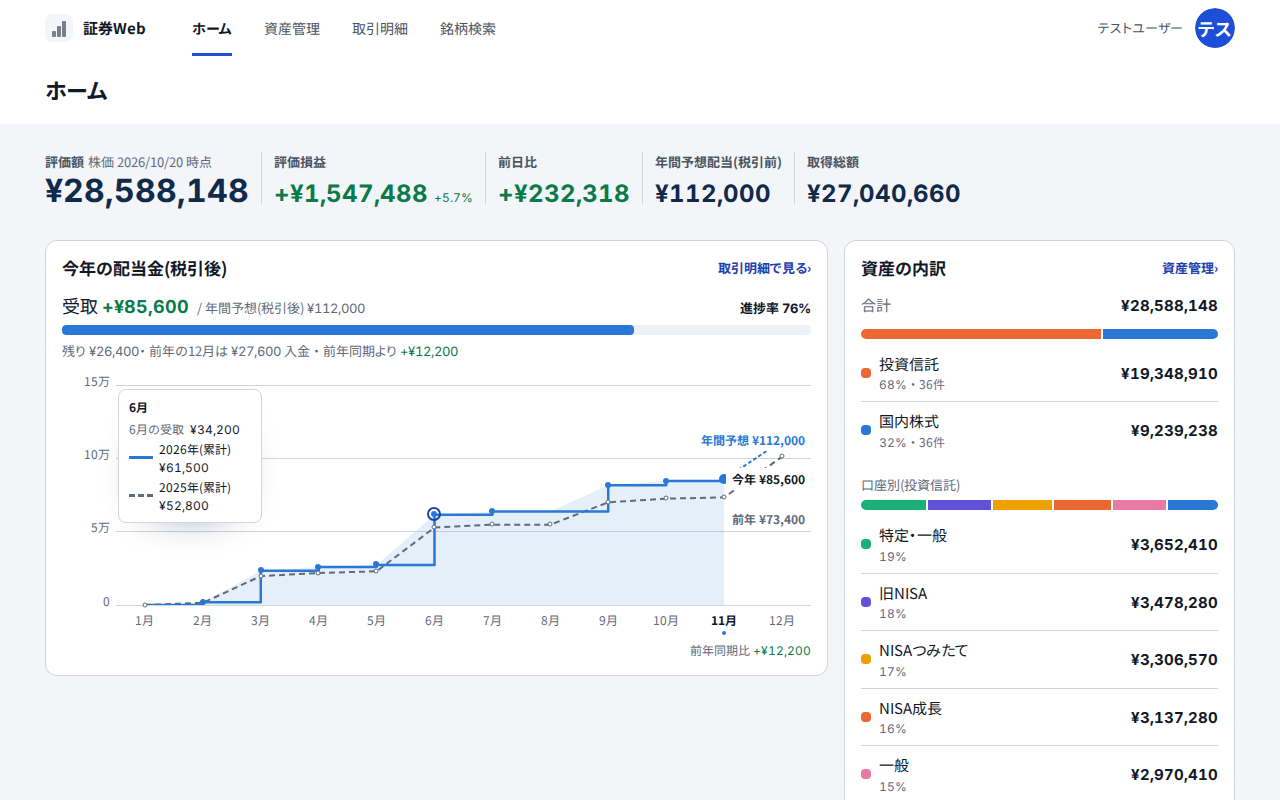 証券Web
ホーム
資産管理
取引明細
銘柄検索
テストユーザー
テス
ホーム
評価額 株価 2026/10/20 時点
¥28,588,148
評価損益
+¥1,547,488 +5.7%
前日比
+¥232,318
年間予想配当(税引前)
¥112,000
取得総額
¥27,040,660
今年の配当金(税引後)
取引明細で見る›
受取 +¥85,600 / 年間予想(税引後) ¥112,000
進捗率 76%
残り ¥26,400・前年の12月は ¥27,600 入金・前年同期より +¥12,200
15万
10万
5万
0
6月
6月の受取 ¥34,200
2026年(累計)
¥61,500
2025年(累計)
¥52,800
年間予想 ¥112,000
今年 ¥85,600
前年 ¥73,400
1月
2月
3月
4月
5月
6月
7月
8月
9月
10月
11月
12月
前年同期比 +¥12,200
資産の内訳
資産管理›
合計
¥28,588,148
投資信託
68%・36件
¥19,348,910
国内株式
32%・36件
¥9,239,238
口座別(投資信託)
特定・一般
19%
¥3,652,410
旧NISA
18%
¥3,478,280
NISAつみたて
17%
¥3,306,570
NISA成長
16%
¥3,137,280
一般
15%
¥2,970,410